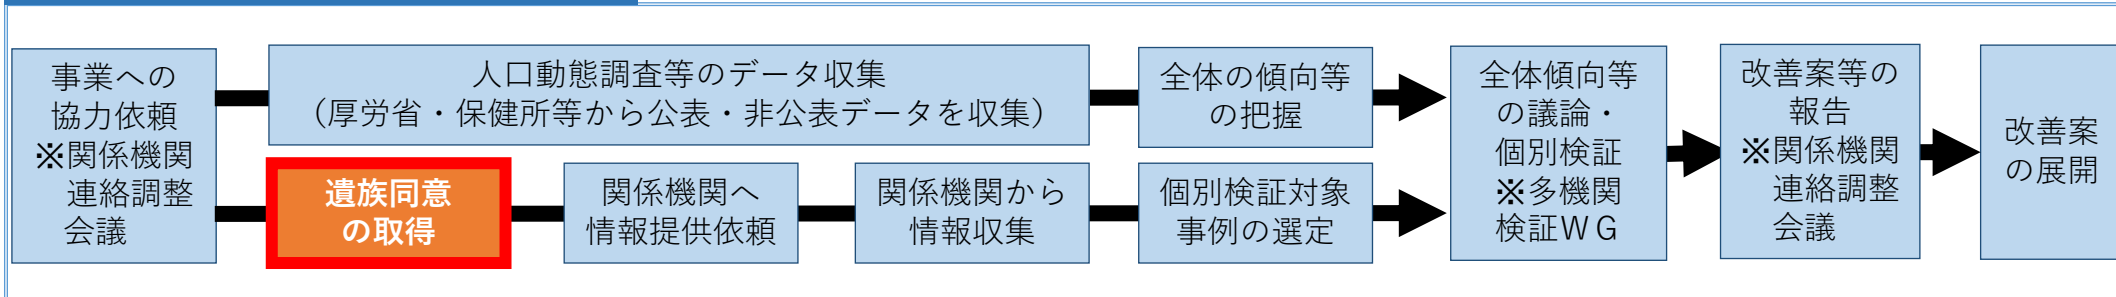 事業への
協力依頼
※関係機関
連絡調整
会議
人口動態調査等のデータ収集
（厚労省・保健所等から公表・非公表データを収集）
全体の傾向等
の把握
遺族同意
の取得
関係機関へ
情報提供依頼
関係機関から
情報収集
個別検証対象
事例の選定
全体傾向等
の議論・
個別検証
※多機関
検証ＷＧ
改善案等の
報告
※関係機関
連絡調整
会議
改善案
の展開